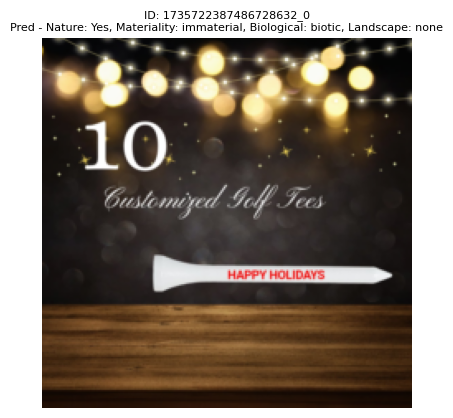 ID: 1735722387486728632_0
Pred - Nature: Yes, Materiality: immaterial, Biological: biotic, Landscape: none
10
Customized Golf Tees
HAPPY HOLIDAYS